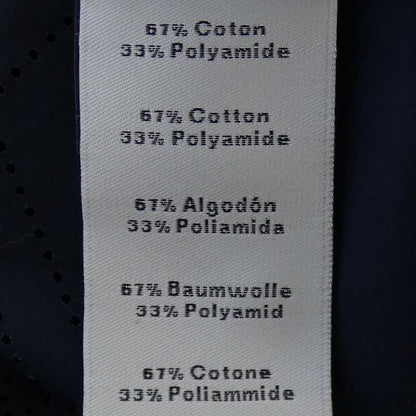 67% Coton
33% Polyamide
67% Cotton
33% Polyamide
67% Algodón
33% Poliamida
67% Baumwolle
33% Polyamid
67% Cotone
33% Poliammide